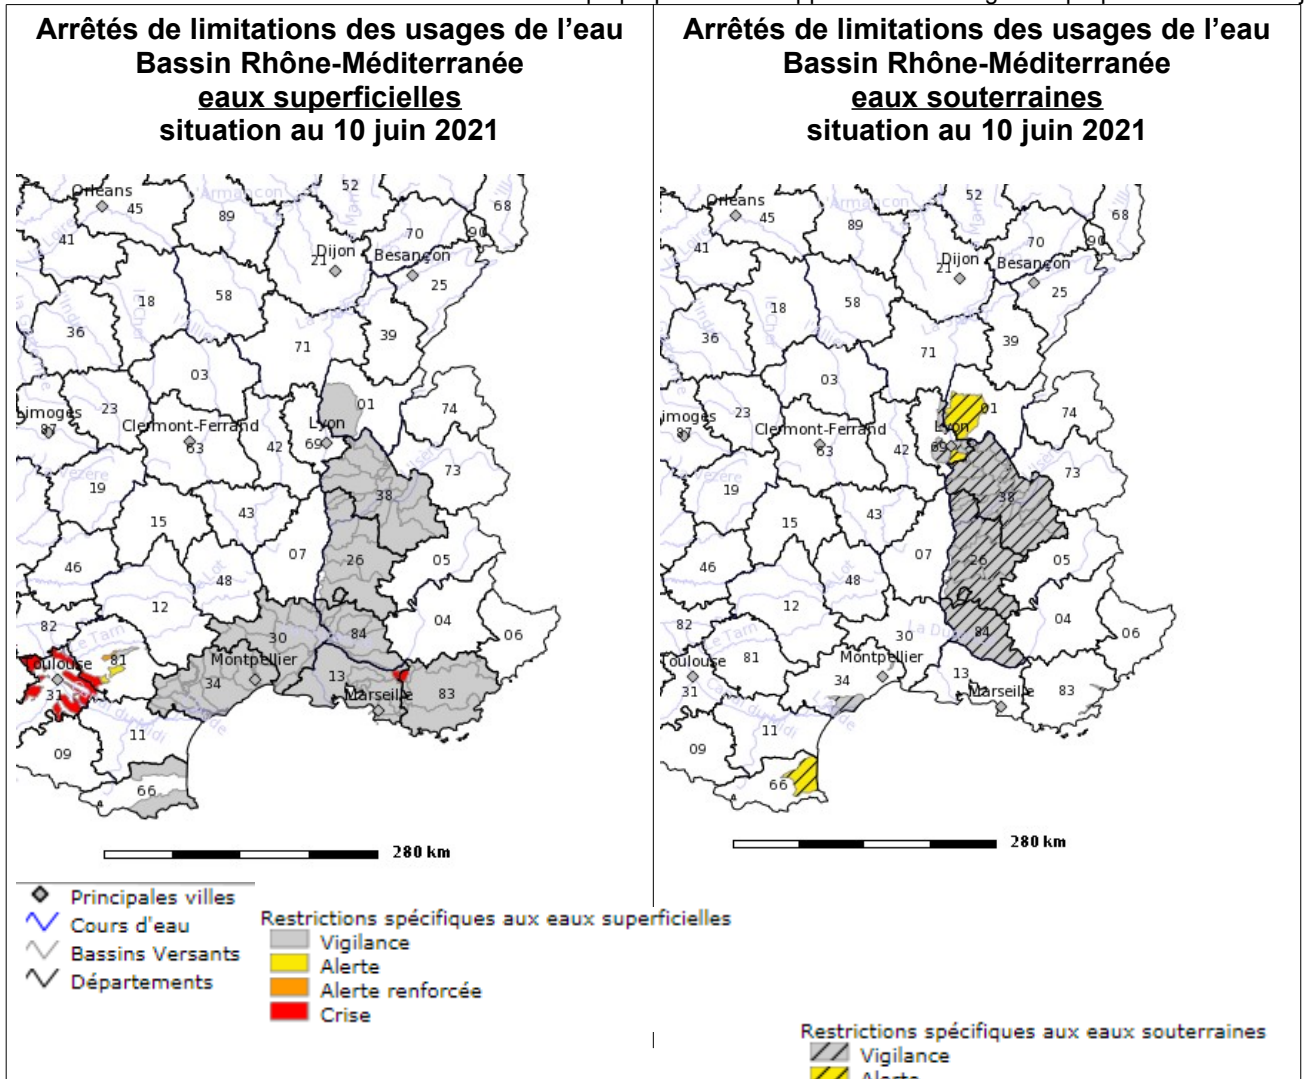 Arrêtés de limitations des usages de l'eau
Bassin Rhône-Méditerranée
eaux superficielles
situation au 10 juin 2021
Orléans
45
41
L'Armançon
89
52
68
70
90
Dijon
21
Besançon
25
18
58
36
71
39
03
01
74
Limoges
87
23
Clermont-Ferrand
63
42
Lyon
69
73
19
15
43
38
46
48
07
26
05
12
82
Le Tarn
30
84
04
06
Toulouse
31
81
Montpellier
34
13
Marseille
83
09
11
66
280 km
Principales villes
Cours d'eau
Bassins Versants
Départements
Restrictions spécifiques aux eaux superficielles
Vigilance
Alerte
Alerte renforcée
Crise
Arrêtés de limitations des usages de l'eau
Bassin Rhône-Méditerranée
eaux souterraines
situation au 10 juin 2021
Orléans
45
41
L'Armançon
89
52
68
70
90
Dijon
21
Besançon
25
18
58
36
71
39
03
01
74
87
23
Clermont-Ferrand
63
42
Lyon
69
73
19
15
43
38
46
48
07
26
05
12
82
Le Tarn
30
84
04
06
Toulouse
31
81
Montpellier
34
13
Marseille
83
09
11
66
280 km
Restrictions spécifiques aux eaux souterraines
Vigilance